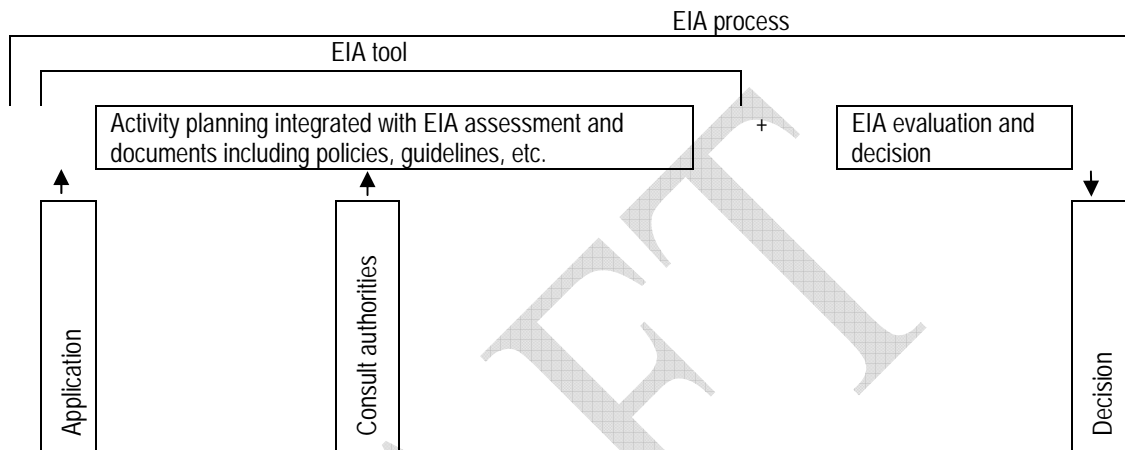 EIA process
EIA tool
Activity planning integrated with EIA assessment and
documents including policies, guidelines, etc.
+
EIA evaluation and
decision
Application
Consult authorities
Decision
FT